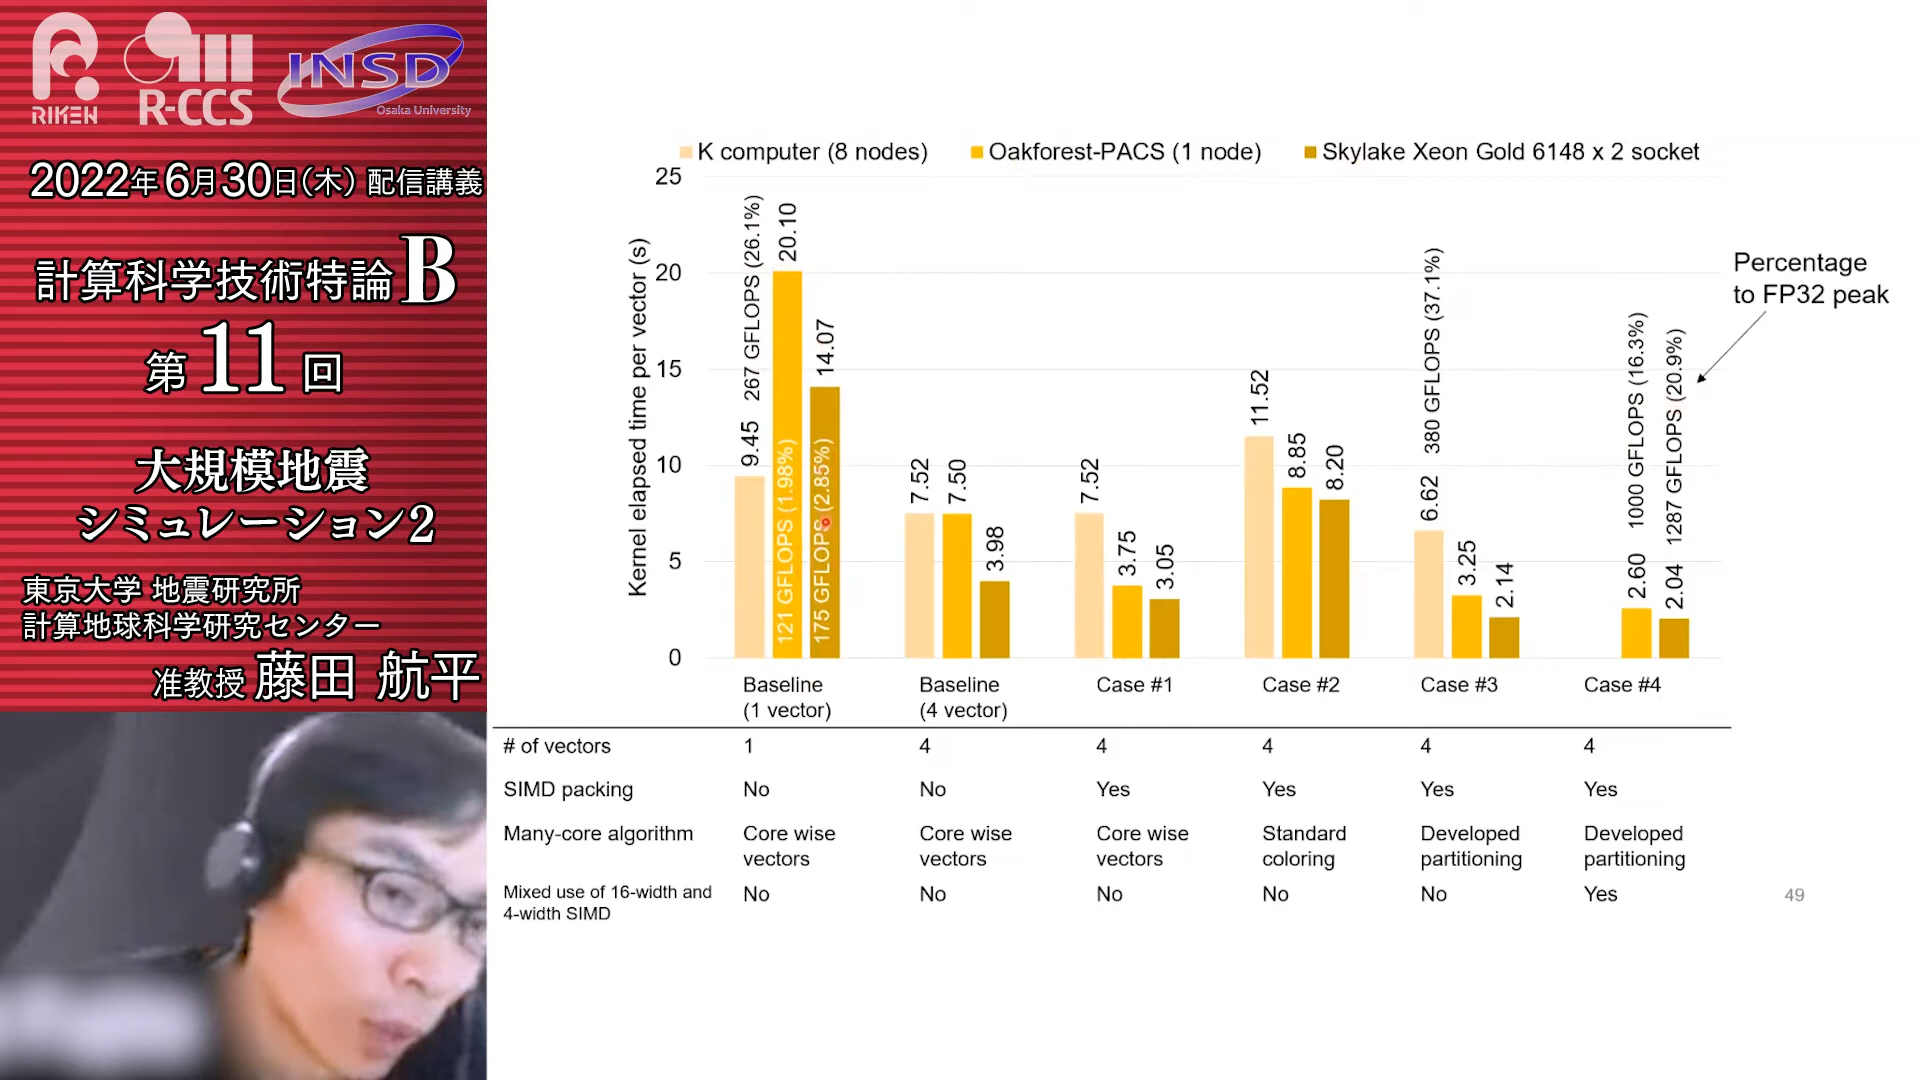 RIKEN
R-CCS
INSD
Osaka University
2022年6月30日(木) 配信講義
計算科学技術特論B
第11回
大規模地震
シミュレーション2
東京大学 地震研究所
計算地球科学研究センター
准教授 藤田 航平
K computer (8 nodes) Oakforest-PACS (1 node) Skylake Xeon Gold 6148 x 2 socket
Kernel elapsed time per vector (s)
25
20
15
10
5
0
9.45 267 GFLOPS (26.1%)
20.10
121 GFLOPS (1.98%)
14.07
175 GFLOPS (2.85%)
7.52
7.50
3.98
7.52
3.75
3.05
11.52
8.85
8.20
6.62 380 GFLOPS (37.1%)
3.25
2.14
2.60 1000 GFLOPS (16.3%)
2.04 1287 GFLOPS (20.9%)
Percentage
to FP32 peak
Baseline
(1 vector)
Baseline
(4 vector)
Case #1
Case #2
Case #3
Case #4
# of vectors 1 4 4 4 4 4
SIMD packing No No Yes Yes Yes Yes
Many-core algorithm Core wise Core wise Core wise Standard Developed Developed
vectors vectors vectors coloring partitioning partitioning
Mixed use of 16-width and No No No No No Yes
4-width SIMD
49